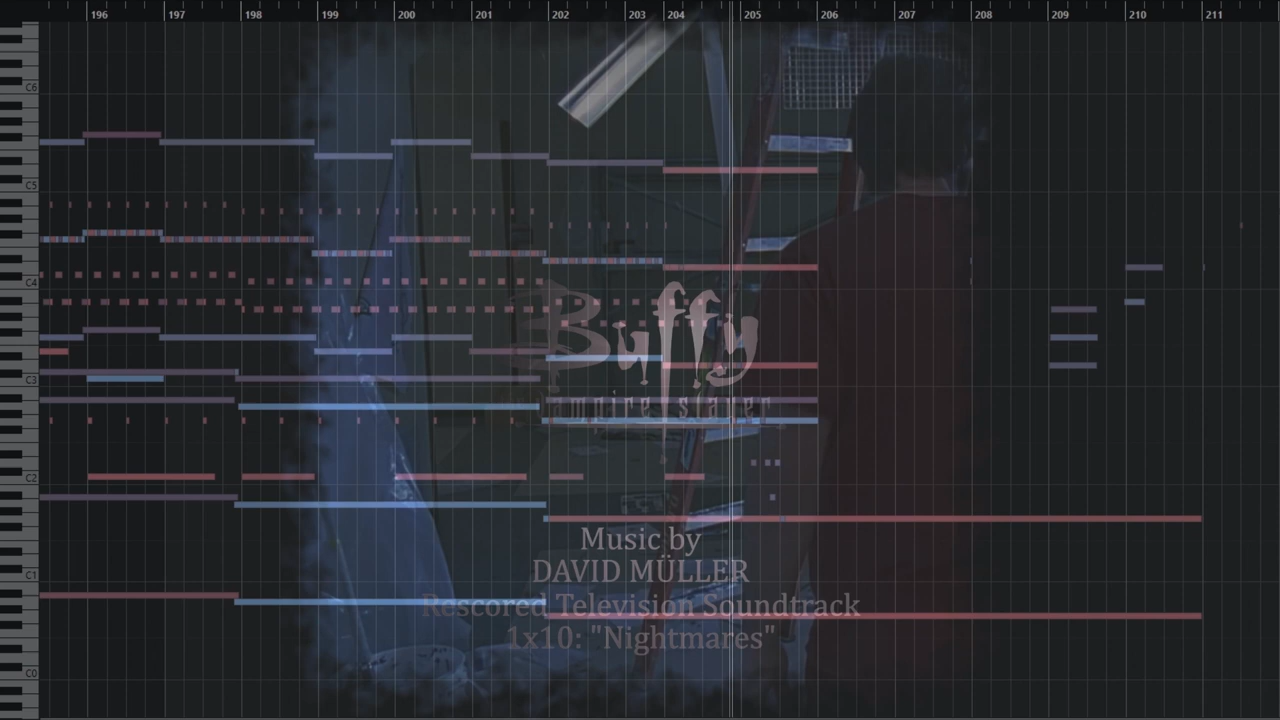 196 197 198 199 200 201 202 203 204 205 206 207 208 209 210 211
C6
C5
C4
Buffy
C3
vampire slayer
C2
Music by
DAVID MÜLLER
C1
Rescored Television Soundtrack
1x10: "Nightmares"
C0